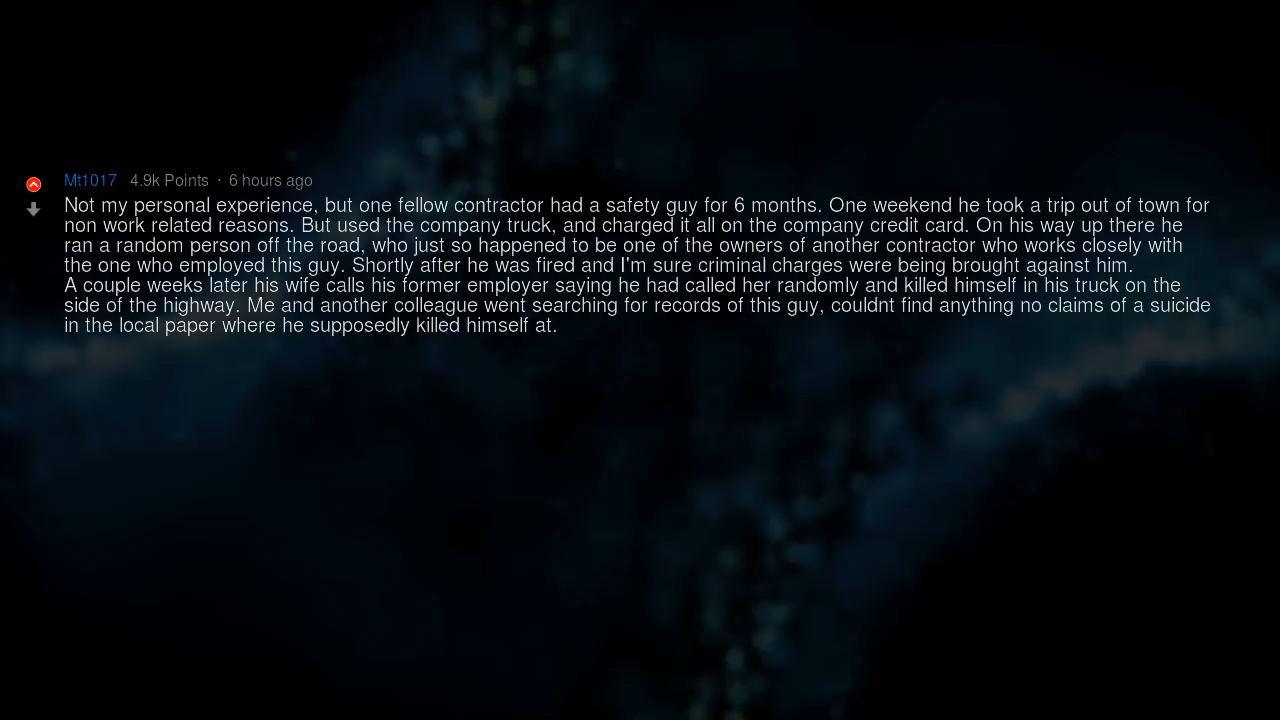 Mt1017 4.9k Points · 6 hours ago
Not my personal experience, but one fellow contractor had a safety guy for 6 months. One weekend he took a trip out of town for
non work related reasons. But used the company truck, and charged it all on the company credit card. On his way up there he
ran a random person off the road, who just so happened to be one of the owners of another contractor who works closely with
the one who employed this guy. Shortly after he was fired and I'm sure criminal charges were being brought against him.
A couple weeks later his wife calls his former employer saying he had called her randomly and killed himself in his truck on the
side of the highway. Me and another colleague went searching for records of this guy, couldnt find anything no claims of a suicide
in the local paper where he supposedly killed himself at.